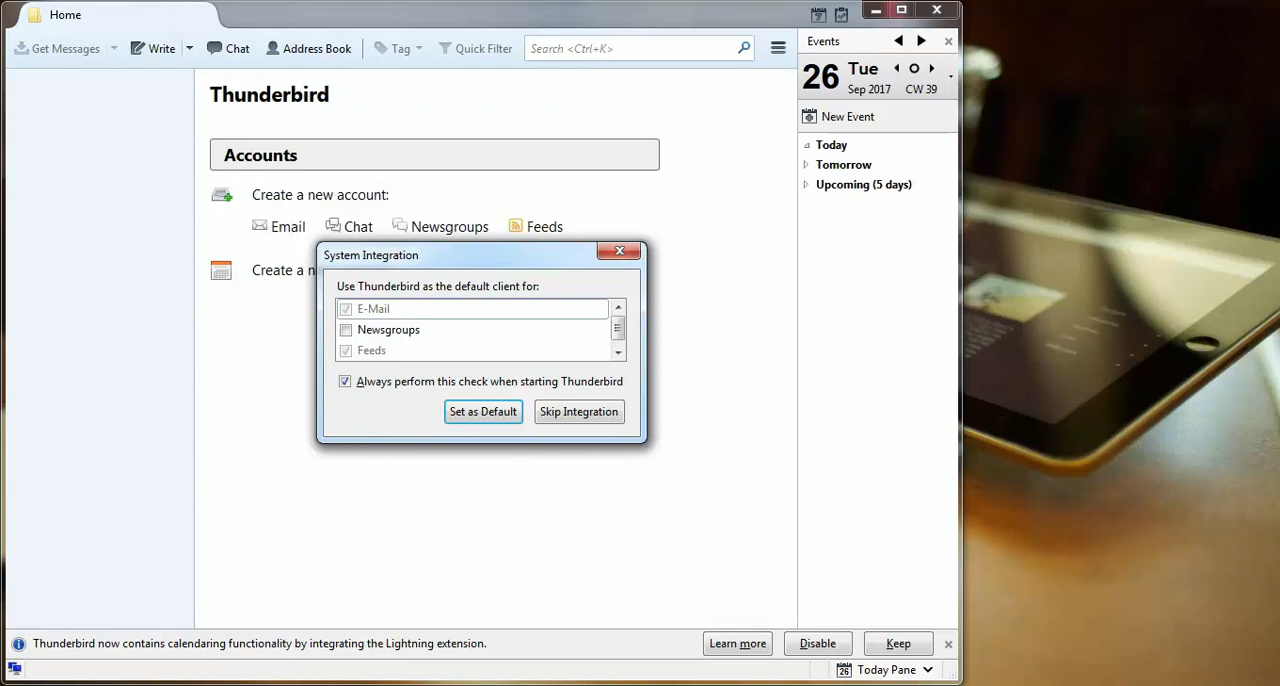 Home
Get Messages Write Chat Address Book Tag Quick Filter Search <Ctrl+K>
Thunderbird
Accounts
Create a new account:
Email Chat Newsgroups Feeds
Create a n
System Integration
Use Thunderbird as the default client for:
E-Mail
Newsgroups
Feeds
Always perform this check when starting Thunderbird
Set as Default Skip Integration
Events
26 Tue
Sep 2017 CW 39
New Event
Today
Tomorrow
Upcoming (5 days)
Thunderbird now contains calendaring functionality by integrating the Lightning extension. Learn more Disable Keep
26 Today Pane